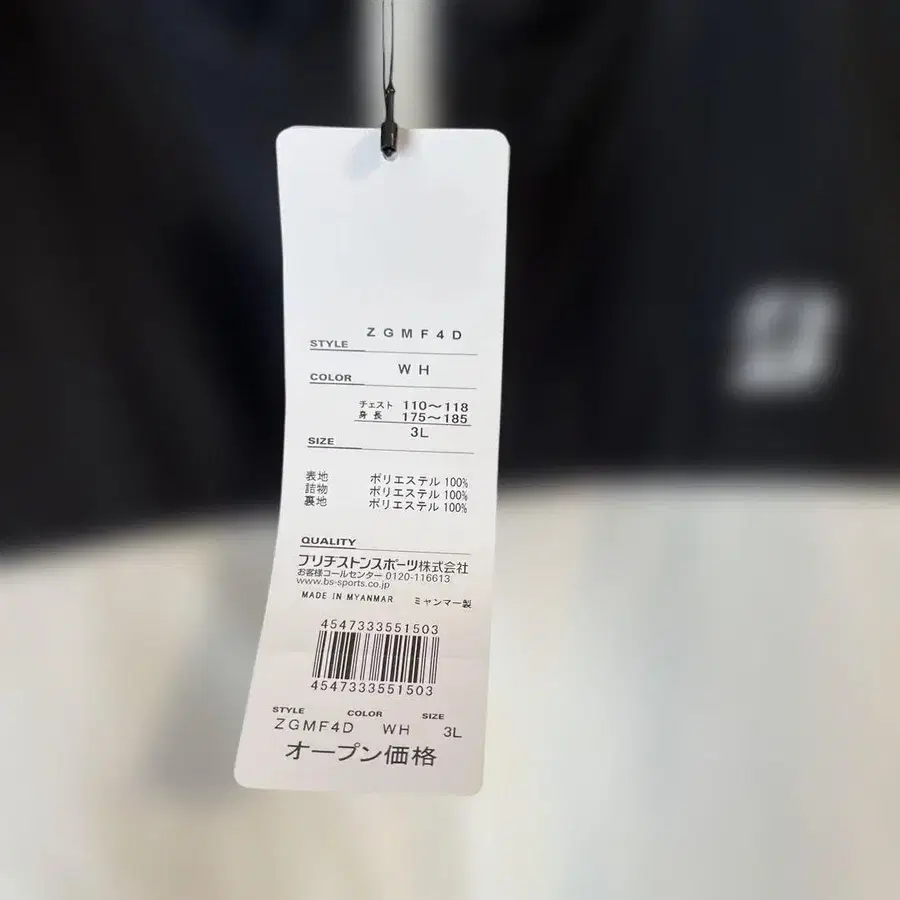 STYLE ZGMF4D
COLOR WH
チェスト 110～118
身長 175～185
3L
SIZE
表地 ポリエステル 100%
詰物 ポリエステル 100%
裏地 ポリエステル 100%
QUALITY
ブリヂストンスポーツ株式会社
お客様コールセンター 0120-116613
www.bs-sports.co.jp
MADE IN MYANMAR ミャンマー製
4547333551503
4547333551503
STYLE COLOR SIZE
ZGMF4D WH 3L
オープン価格